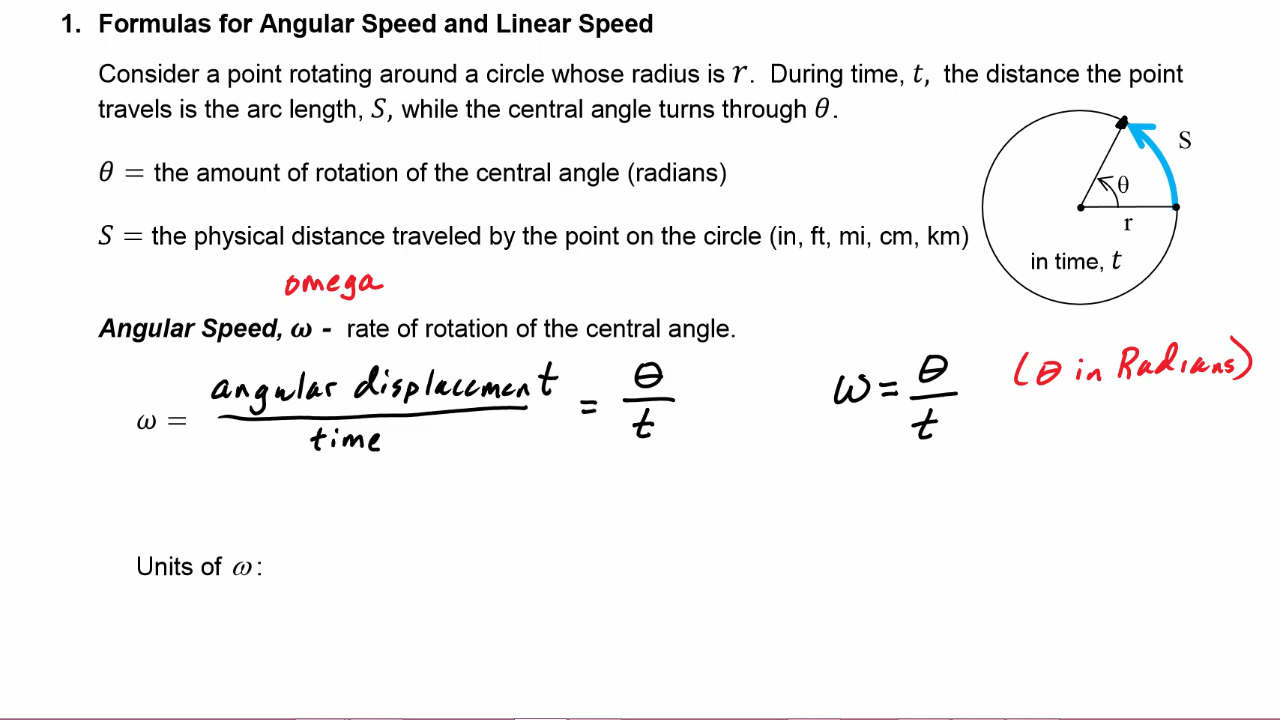 1. Formulas for Angular Speed and Linear Speed
Consider a point rotating around a circle whose radius is r. During time, t, the distance the point
travels is the arc length, S, while the central angle turns through θ.
θ = the amount of rotation of the central angle (radians)
S = the physical distance traveled by the point on the circle (in, ft, mi, cm, km)
S
θ
r
in time, t
omega
Angular Speed, ω - rate of rotation of the central angle.
ω = angular displacement / time = θ / t
ω = θ / t (θ in Radians)
Units of ω: